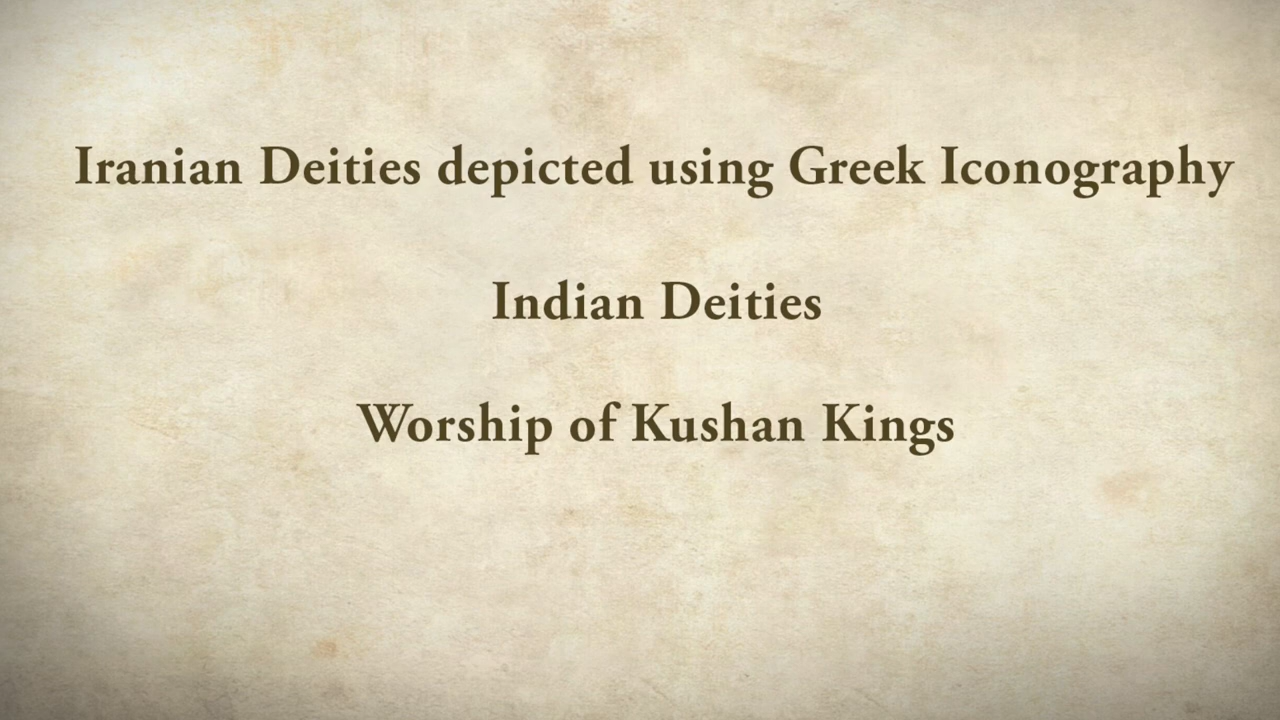 Iranian Deities depicted using Greek Iconography
Indian Deities
Worship of Kushan Kings